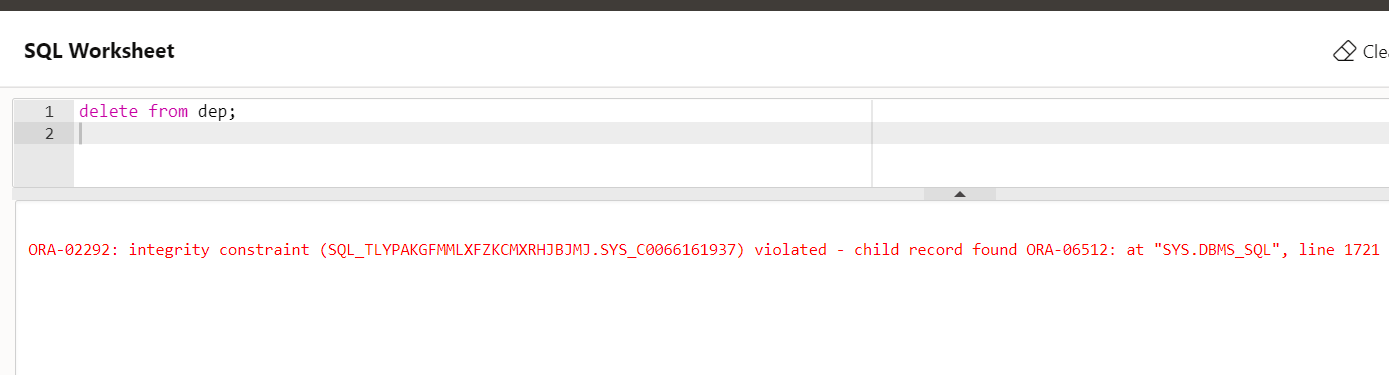 SQL Worksheet
Cle
1 delete from dep;
2
ORA-02292: integrity constraint (SQL_TLYPAKGFMMLXFZKCMXRHJBJMJ.SYS_C0066161937) violated - child record found ORA-06512: at "SYS.DBMS_SQL", line 1721